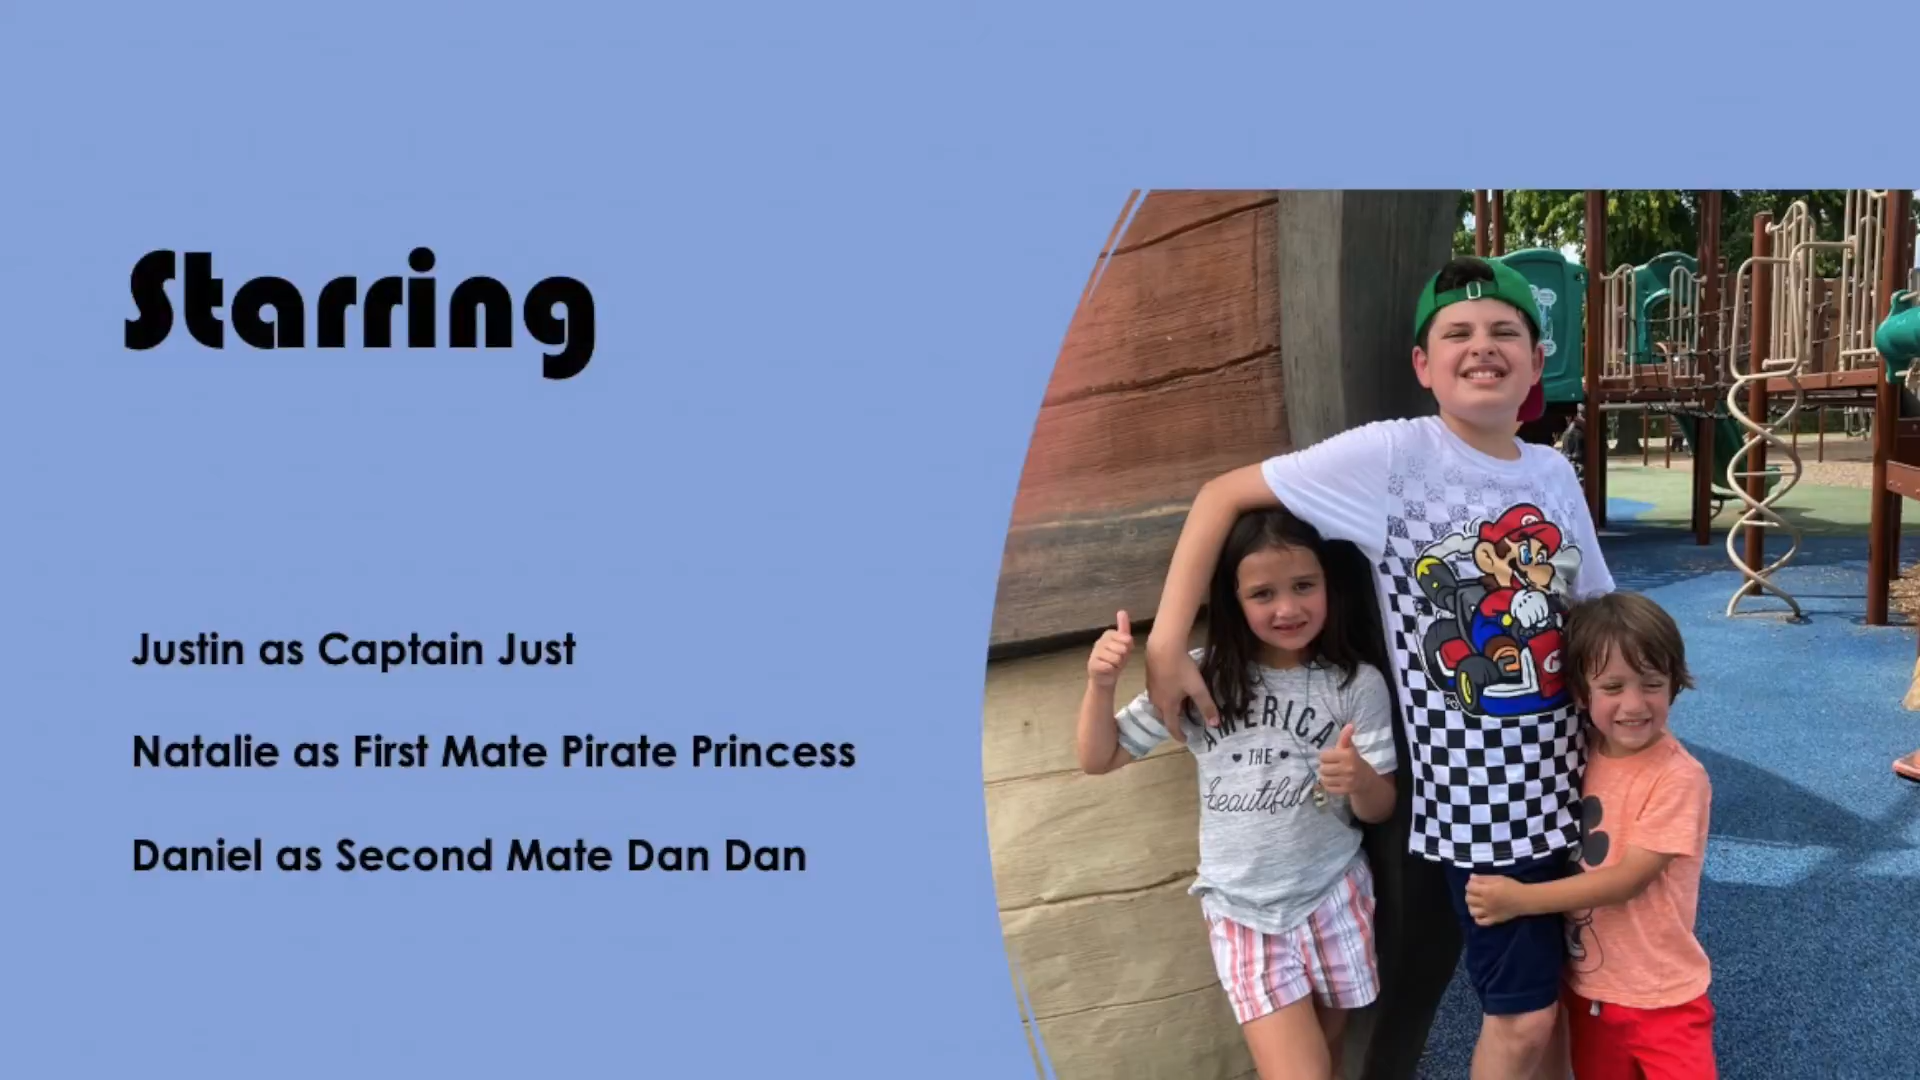 Starring
Justin as Captain Just
Natalie as First Mate Pirate Princess
Daniel as Second Mate Dan Dan
AMERICA
THE
beautiful